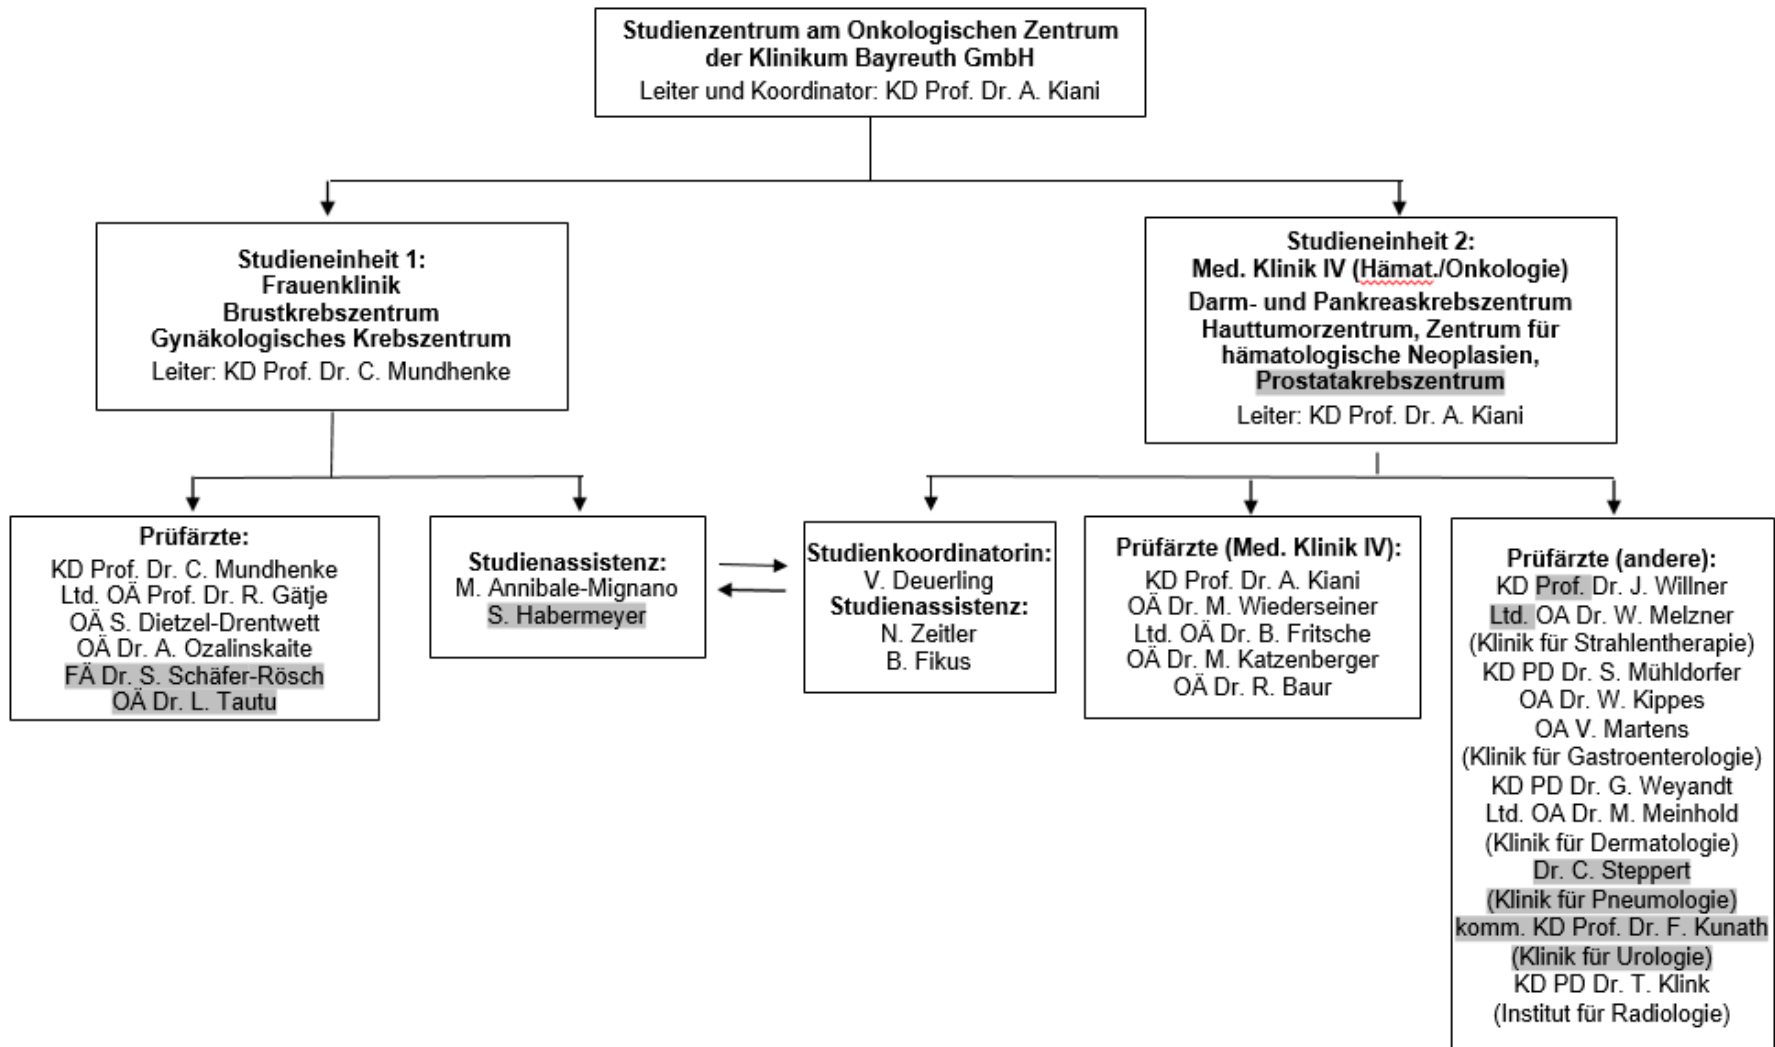 Studienzentrum am Onkologischen Zentrum
der Klinikum Bayreuth GmbH
Leiter und Koordinator: KD Prof. Dr. A. Kiani
Studieneinheit 1:
Frauenklinik
Brustkrebszentrum
Gynäkologisches Krebszentrum
Leiter: KD Prof. Dr. C. Mundhenke
Studieneinheit 2:
Med. Klinik IV (Hämat./Onkologie)
Darm- und Pankreaskrebszentrum
Hauttumorzentrum, Zentrum für
hämatologische Neoplasien,
Prostatakrebszentrum
Leiter: KD Prof. Dr. A. Kiani
Prüfärzte:
KD Prof. Dr. C. Mundhenke
Ltd. OÄ Prof. Dr. R. Gätje
OÄ S. Dietzel-Drentwett
OÄ Dr. A. Ozalinskaite
FÄ Dr. S. Schäfer-Rösch
OÄ Dr. L. Tautu
Studienassistenz:
M. Annibale-Mignano
S. Habermeyer
Studienkoordinatorin:
V. Deuerling
Studienassistenz:
N. Zeitler
B. Fikus
Prüfärzte (Med. Klinik IV):
KD Prof. Dr. A. Kiani
OÄ Dr. M. Wiederseiner
Ltd. OÄ Dr. B. Fritsche
OÄ Dr. M. Katzenberger
OÄ Dr. R. Baur
Prüfärzte (andere):
KD Prof. Dr. J. Willner
Ltd. OA Dr. W. Melzner
(Klinik für Strahlentherapie)
KD PD Dr. S. Mühldorfer
OA Dr. W. Kippes
OA V. Martens
(Klinik für Gastroenterologie)
KD PD Dr. G. Weyandt
Ltd. OA Dr. M. Meinhold
(Klinik für Dermatologie)
Dr. C. Steppert
(Klinik für Pneumologie)
komm. KD Prof. Dr. F. Kunath
(Klinik für Urologie)
KD PD Dr. T. Klink
(Institut für Radiologie)